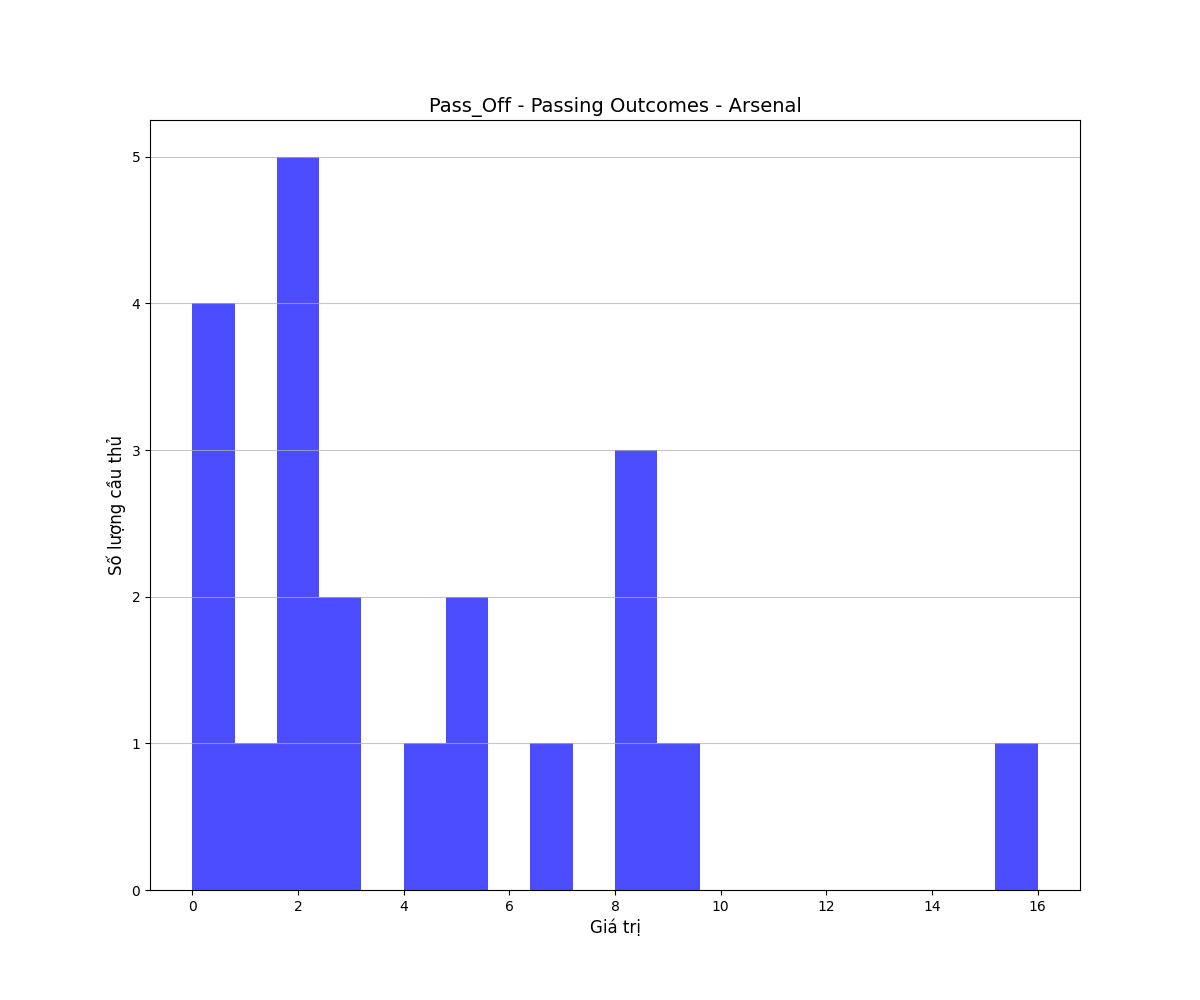 Pass_Off - Passing Outcomes - Arsenal
5
4
3
2
1
0
Số lượng cầu thủ
0 2 4 6 8 10 12 14 16
Giá trị